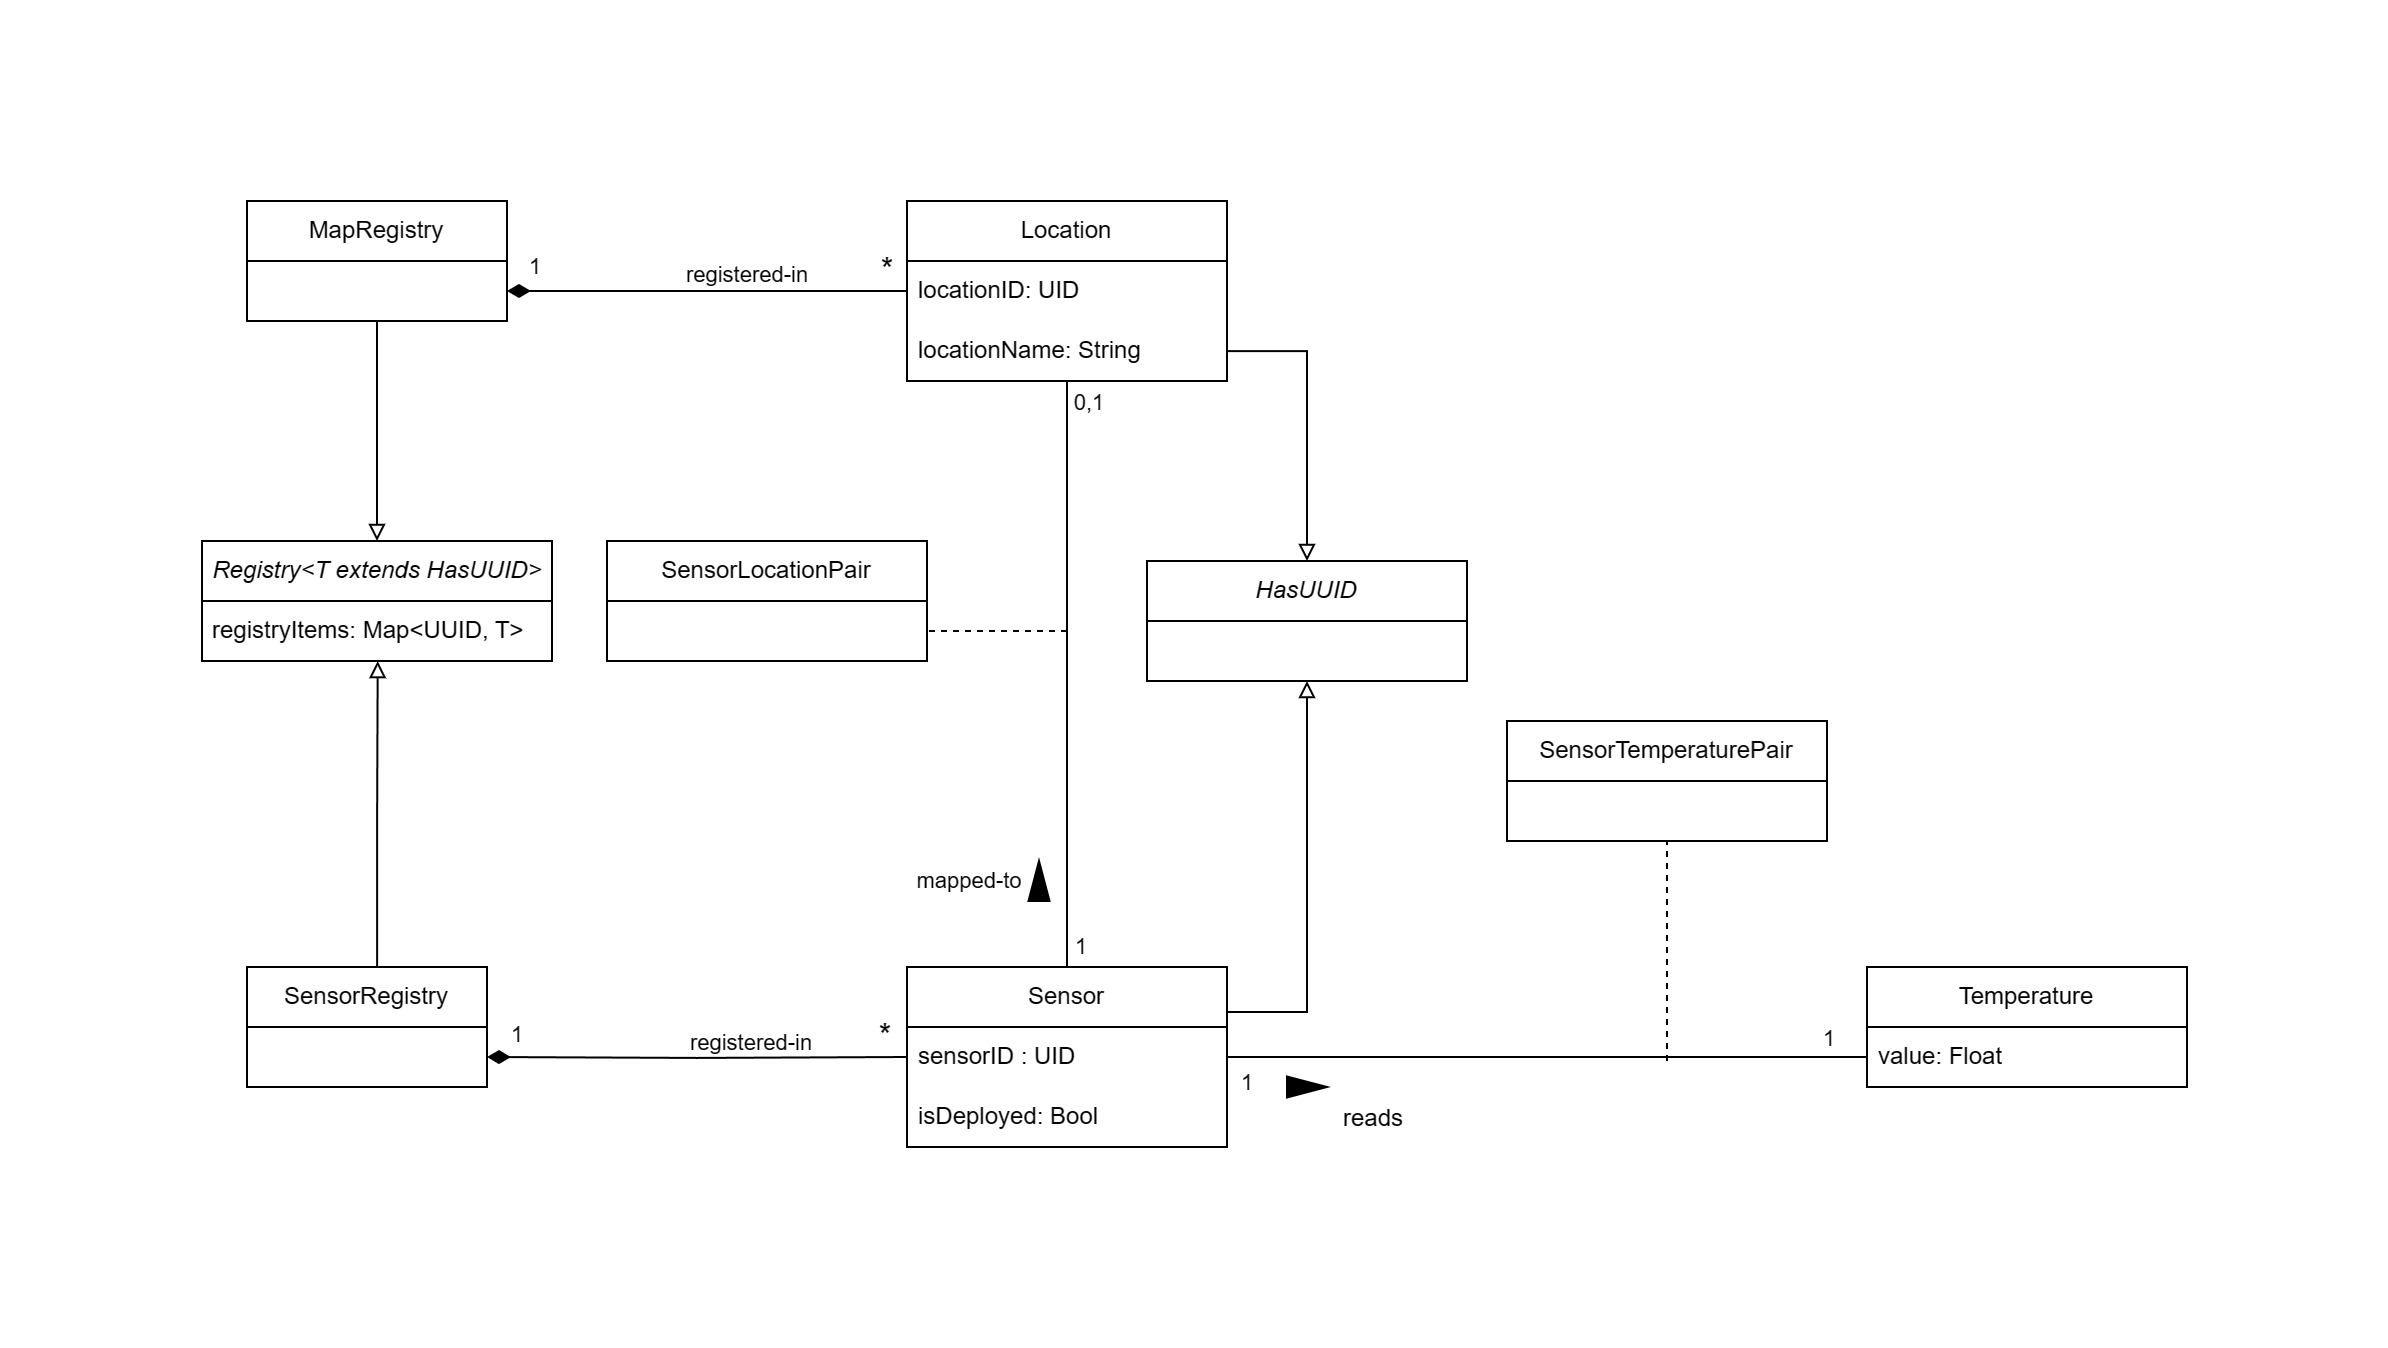 MapRegistry
1
registered-in
*
Location
locationID: UID
locationName: String
0,1
Registry<T extends HasUUID>
registryItems: Map<UUID, T>
SensorLocationPair
HasUUID
SensorTemperaturePair
mapped-to
1
SensorRegistry
1
registered-in
*
Sensor
sensorID : UID
isDeployed: Bool
1
reads
1
Temperature
value: Float